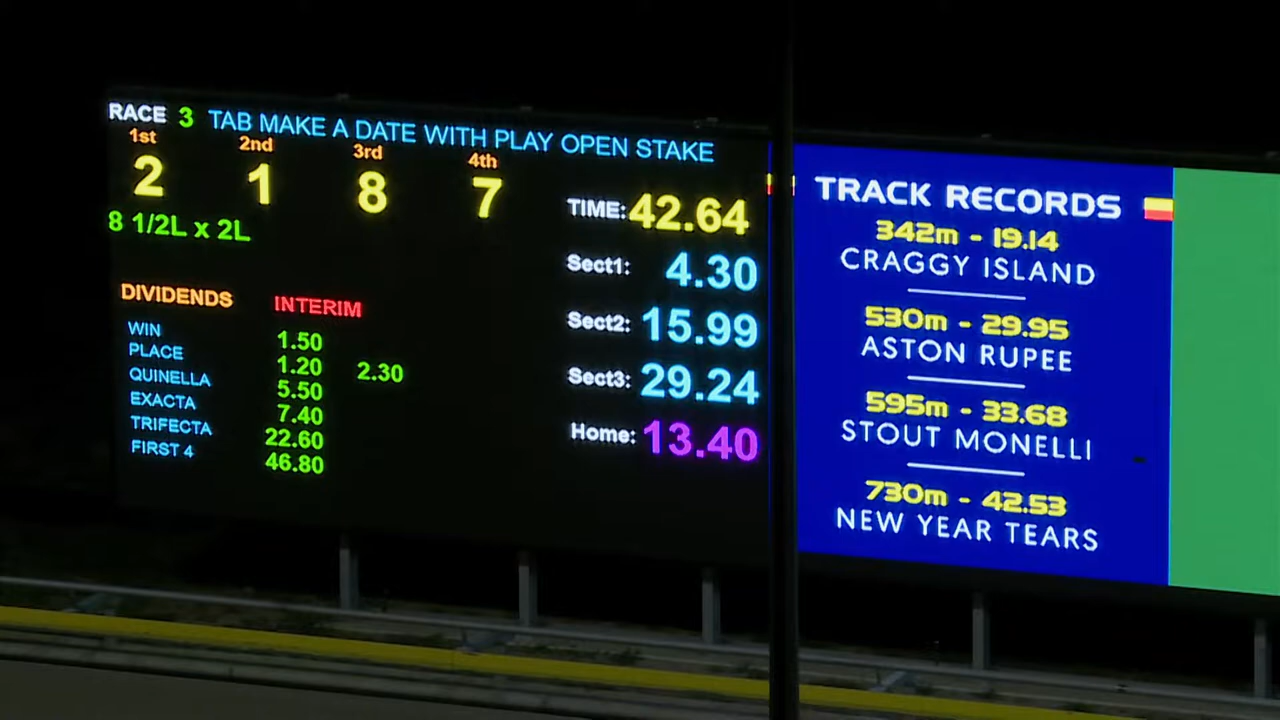 RACE 3 TAB MAKE A DATE WITH PLAY OPEN STAKE
1st 2nd 3rd 4th
2 1 8 7
8 1/2L x 2L
DIVIDENDS INTERIM
WIN 1.50
PLACE 1.20 2.30
QUINELLA 5.50
EXACTA 7.40
TRIFECTA 22.60
FIRST 4 46.80
TIME: 42.64
Sect1: 4.30
Sect2: 15.99
Sect3: 29.24
Home: 13.40
TRACK RECORDS
342m - 19.14
CRAGGY ISLAND
530m - 29.95
ASTON RUPEE
595m - 33.68
STOUT MONELLI
730m - 42.53
NEW YEAR TEARS